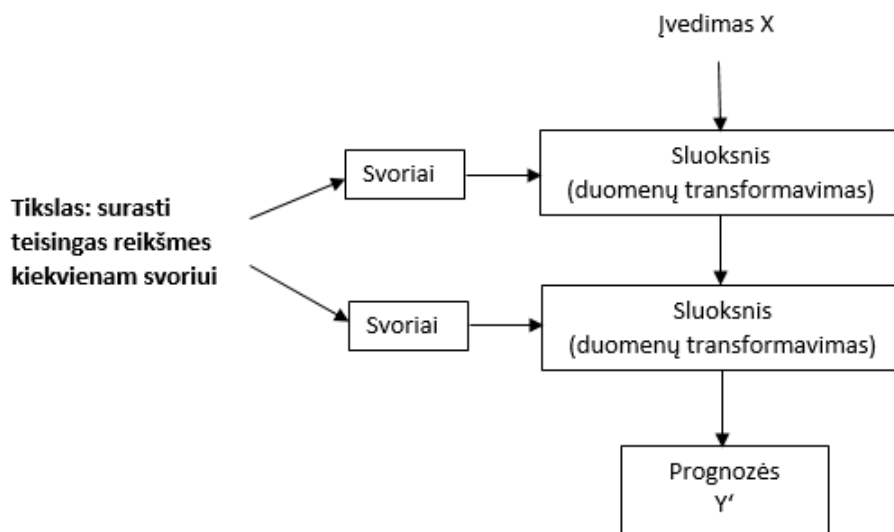 Įvedimas X
Sluoksnis
(duomenų transformavimas)
Svoriai
Tikslas: surasti
teisingas reikšmes
kiekvienam svoriui
Sluoksnis
(duomenų transformavimas)
Svoriai
Prognozės
Y‘